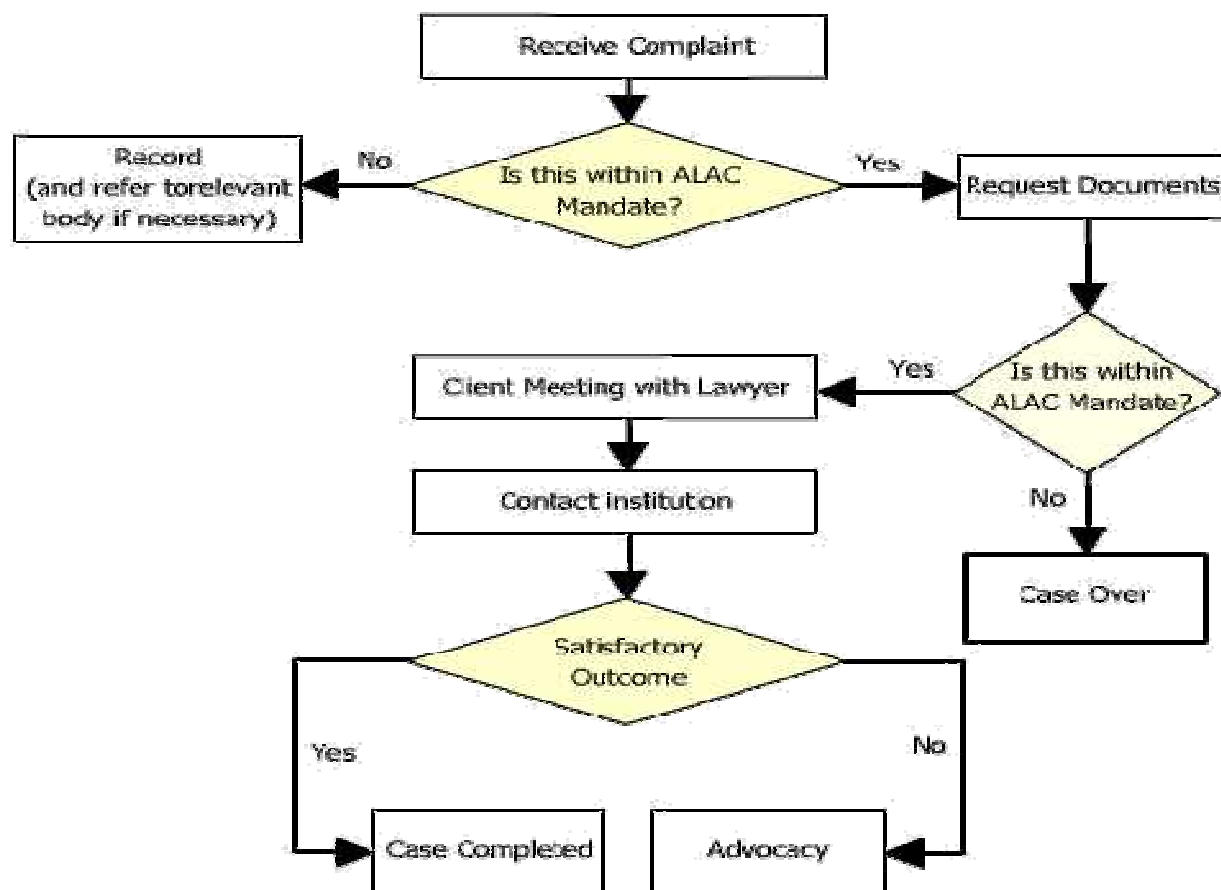 Receive Complaint
No
Yes
Record
(and refer torelevant
body if necessary)
Is this within ALAC
Mandate?
Request Documents
Client Meeting with Lawyer
Yes
Is this within
ALAC Mandate?
Contact institution
No
Case Over
Satisfactory
Outcome
Yes
No
Case Completed
Advocacy